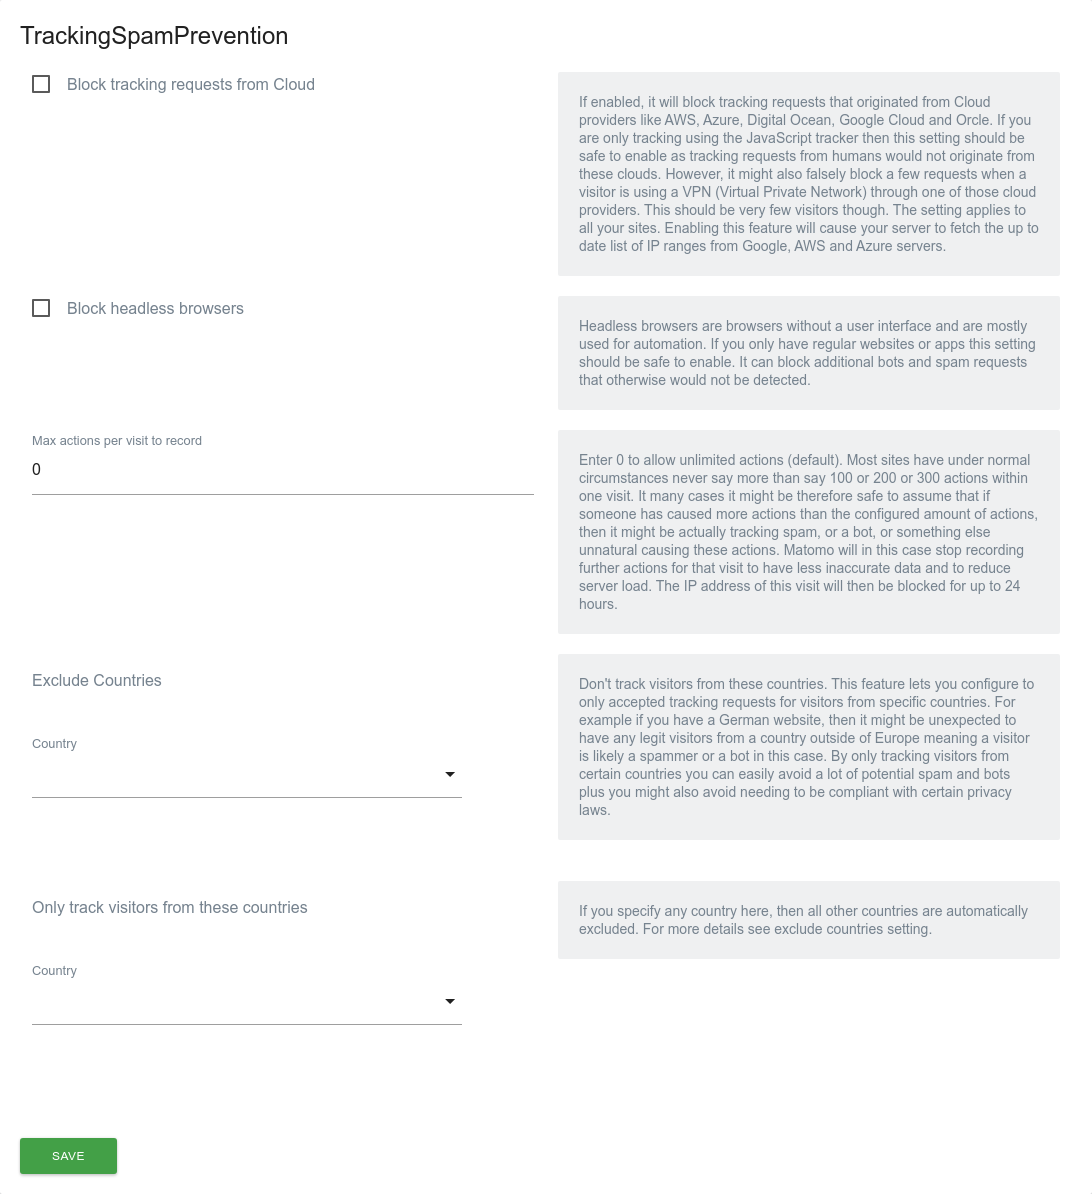 TrackingSpamPrevention
Block tracking requests from Cloud
If enabled, it will block tracking requests that originated from Cloud
providers like AWS, Azure, Digital Ocean, Google Cloud and Orcle. If you
are only tracking using the JavaScript tracker then this setting should be
safe to enable as tracking requests from humans would not originate from
these clouds. However, it might also falsely block a few requests when a
visitor is using a VPN (Virtual Private Network) through one of those cloud
providers. This should be very few visitors though. The setting applies to
all your sites. Enabling this feature will cause your server to fetch the up to
date list of IP ranges from Google, AWS and Azure servers.
Block headless browsers
Headless browsers are browsers without a user interface and are mostly
used for automation. If you only have regular websites or apps this setting
should be safe to enable. It can block additional bots and spam requests
that otherwise would not be detected.
Max actions per visit to record
0
Enter 0 to allow unlimited actions (default). Most sites have under normal
circumstances never say more than say 100 or 200 or 300 actions within
one visit. It many cases it might be therefore safe to assume that if
someone has caused more actions than the configured amount of actions,
then it might be actually tracking spam, or a bot, or something else
unnatural causing these actions. Matomo will in this case stop recording
further actions for that visit to have less inaccurate data and to reduce
server load. The IP address of this visit will then be blocked for up to 24
hours.
Exclude Countries
Country
Don't track visitors from these countries. This feature lets you configure to
only accepted tracking requests for visitors from specific countries. For
example if you have a German website, then it might be unexpected to
have any legit visitors from a country outside of Europe meaning a visitor
is likely a spammer or a bot in this case. By only tracking visitors from
certain countries you can easily avoid a lot of potential spam and bots
plus you might also avoid needing to be compliant with certain privacy
laws.
Only track visitors from these countries
Country
If you specify any country here, then all other countries are automatically
excluded. For more details see exclude countries setting.
SAVE